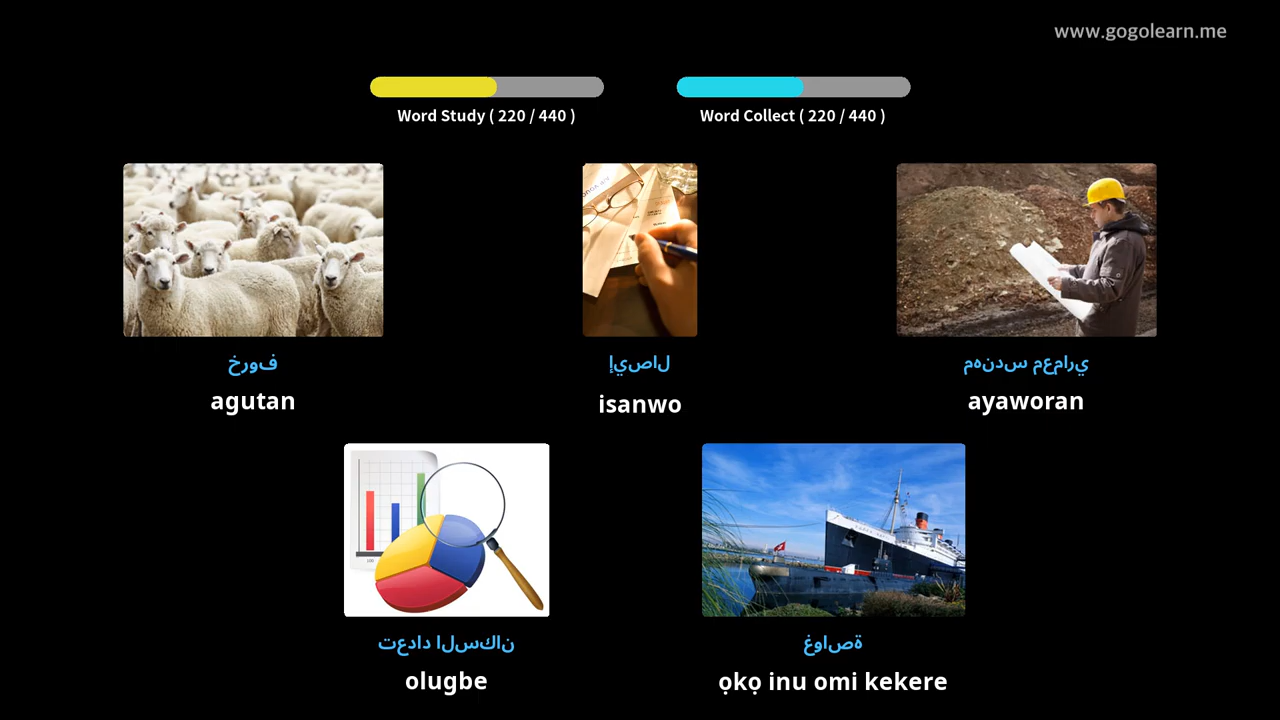 www.gogolearn.me
Word Study ( 220 / 440 )
Word Collect ( 220 / 440 )
خروف
agutan
إيصال
isanwo
مهندس معماري
ayaworan
تعداد السكان
olugbe
غواصة
ọkọ inu omi kekere